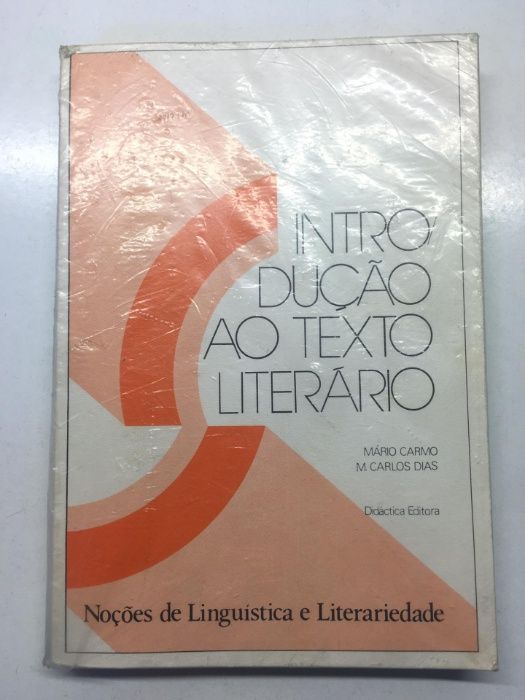 INTRO/
DUÇÃO
AO TEXTO
LITERÁRIO
MÁRIO CARMO
M. CARLOS DIAS
Didáctica Editora
Noções de Linguística e Literariedade